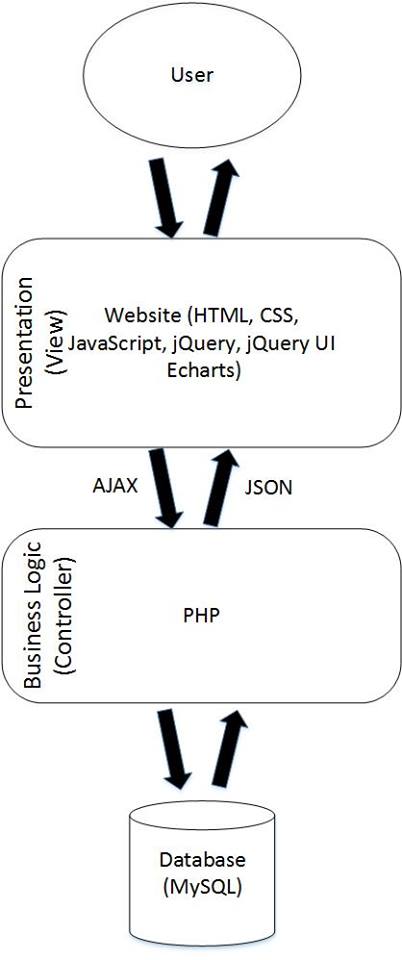 User
Presentation
(View)
Website (HTML, CSS,
JavaScript, jQuery, jQuery UI
Echarts)
AJAX
JSON
Business Logic
(Controller)
PHP
Database
(MySQL)